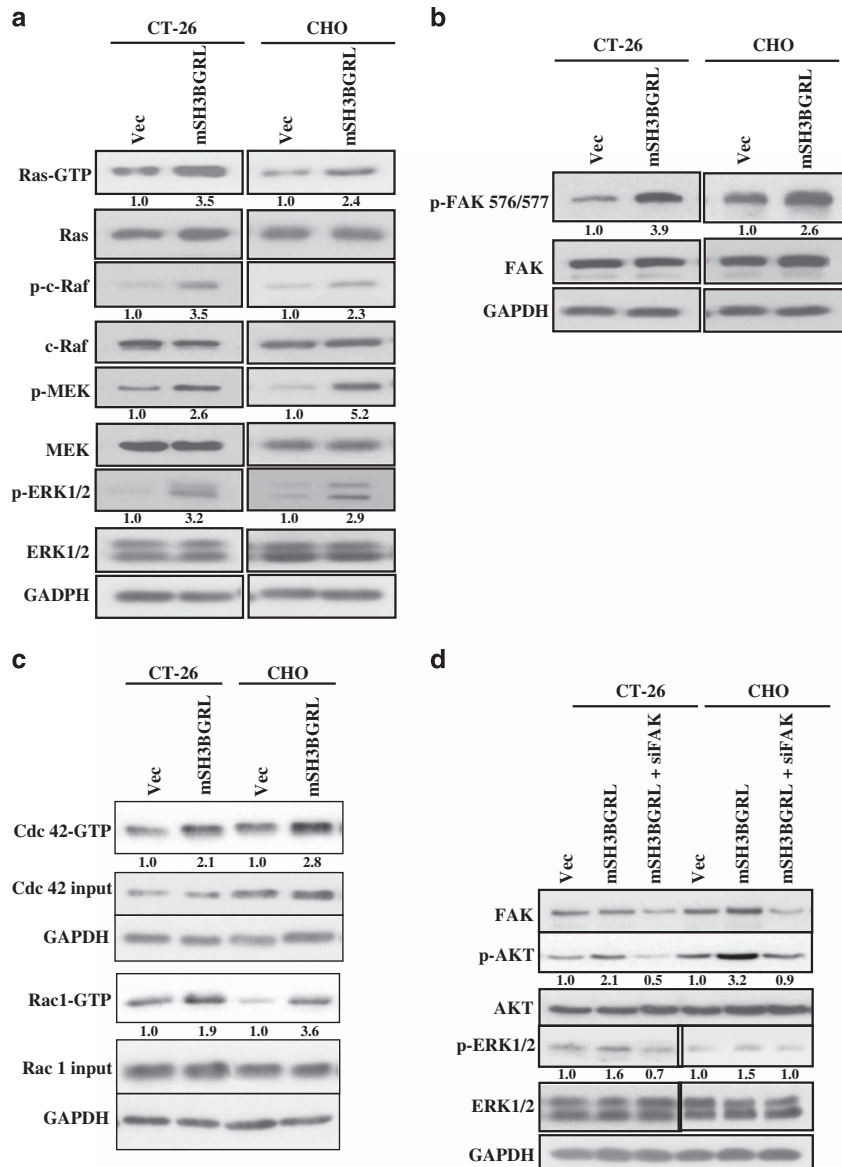 a
CT-26 CHO
Vec mSH3BGRL Vec mSH3BGRL
Ras-GTP
1.0 3.5 1.0 2.4
Ras
p-c-Raf
1.0 3.5 1.0 2.3
c-Raf
p-MEK
1.0 2.6 1.0 5.2
MEK
p-ERK1/2
1.0 3.2 1.0 2.9
ERK1/2
GADPH
b
CT-26 CHO
Vec mSH3BGRL Vec mSH3BGRL
p-FAK 576/577
1.0 3.9 1.0 2.6
FAK
GAPDH
c
CT-26 CHO
Vec mSH3BGRL Vec mSH3BGRL
Cdc 42-GTP
1.0 2.1 1.0 2.8
Cdc 42 input
GAPDH
Rac1-GTP
1.0 1.9 1.0 3.6
Rac 1 input
GAPDH
d
CT-26 CHO
Vec mSH3BGRL mSH3BGRL + siFAK Vec mSH3BGRL mSH3BGRL + siFAK
FAK
p-AKT
1.0 2.1 0.5 1.0 3.2 0.9
AKT
p-ERK1/2
1.0 1.6 0.7 1.0 1.5 1.0
ERK1/2
GAPDH